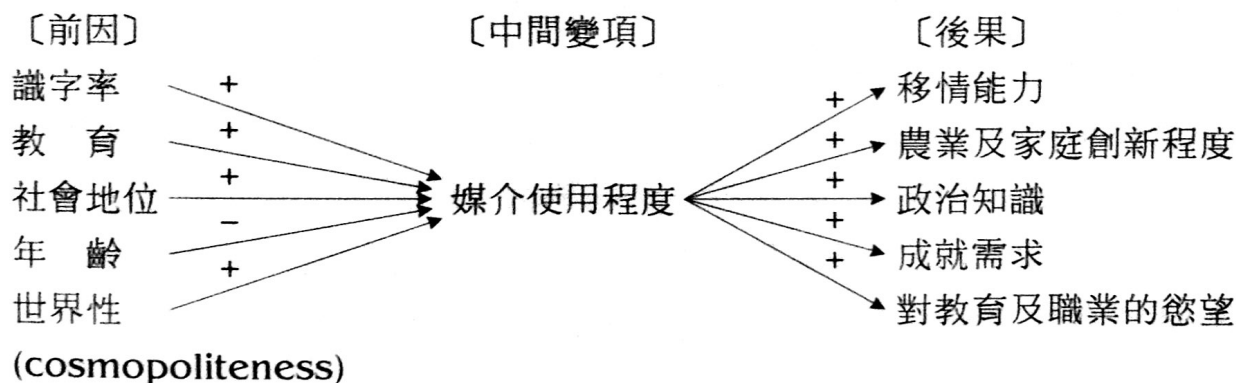 〔前因〕 〔中間變項〕 〔後果〕
識字率 + + 移情能力
教 育 + + 農業及家庭創新程度
社會地位 + 媒介使用程度 + 政治知識
年 齡 − + 成就需求
世界性 + + 對教育及職業的慾望
(cosmopoliteness)